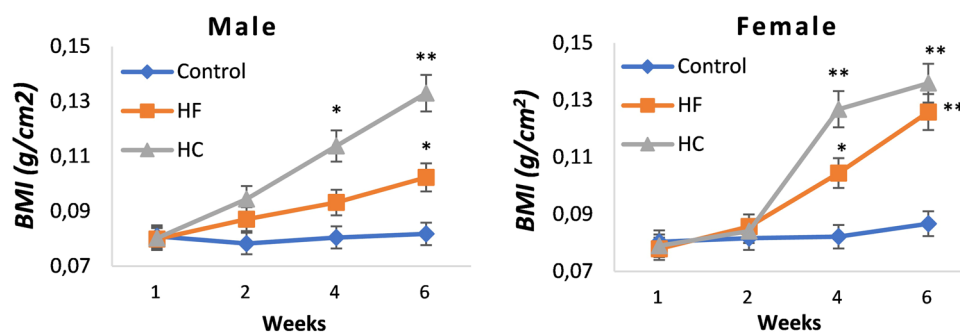 Male
0,15
0,13
0,11
0,09
0,07
BMI (g/cm2)
Control
HF
HC
*
**
*
1 2 4 6
Weeks
Female
0,15
0,13
0,11
0,09
0,07
BMI (g/cm²)
Control
HF
HC
**
**
*
**
1 2 4 6
Weeks